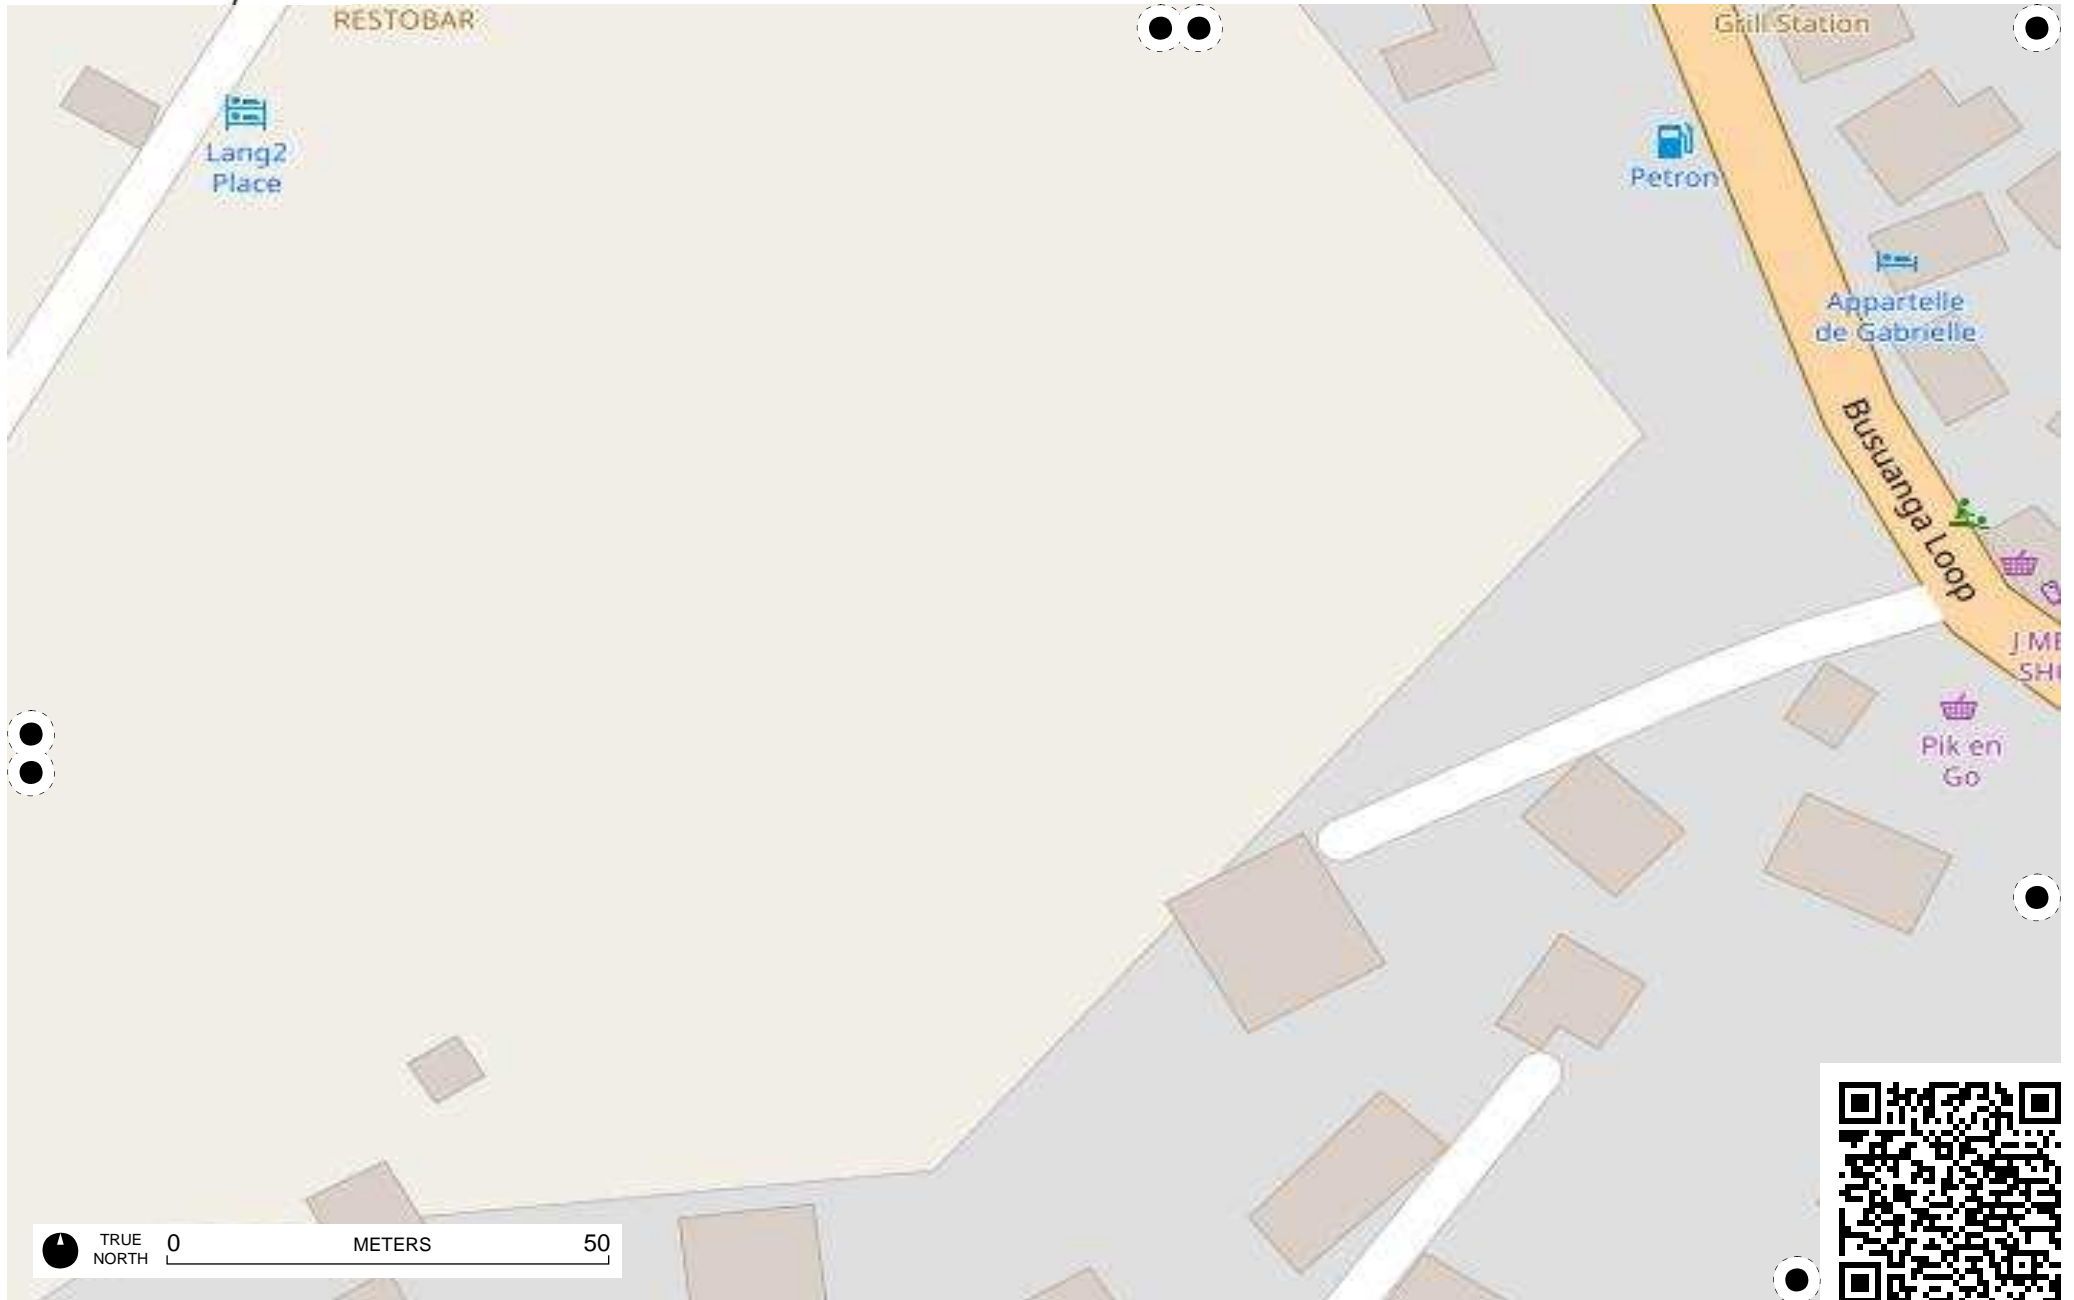 RESTOBAR
Grill Station
Lang2
Place
Petron
Appartelle
de Gabrielle
Busuanga Loop
Pik en
Go
TRUE
NORTH
0
METERS
50